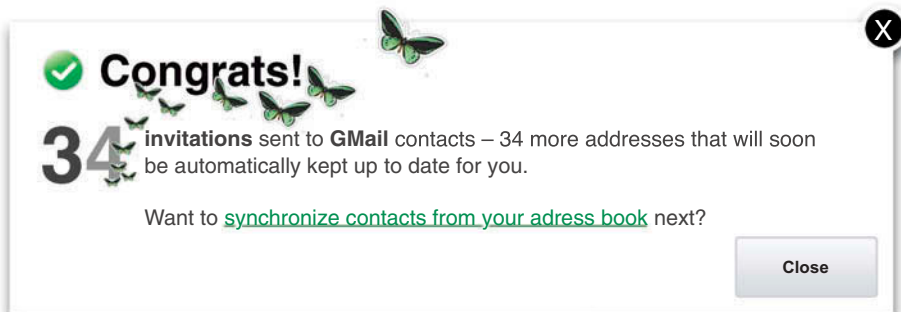 X
Congrats!
34 invitations sent to GMail contacts – 34 more addresses that will soon
be automatically kept up to date for you.
Want to synchronize contacts from your adress book next?
Close